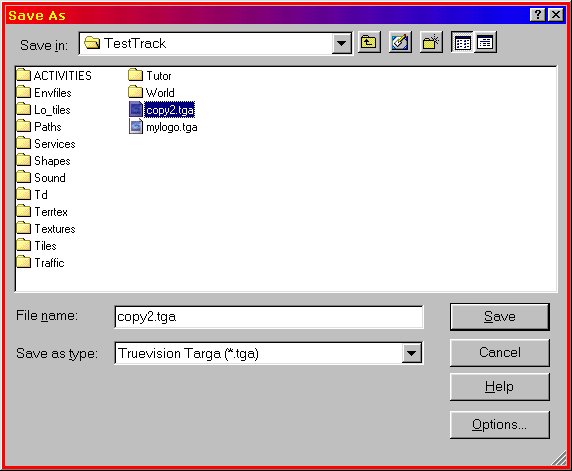 Save As
Save in: TestTrack
ACTIVITIES
Envfiles
Lo_tiles
Paths
Services
Shapes
Sound
Td
Terrtex
Textures
Tiles
Traffic
Tutor
World
copy2.tga
mylogo.tga
File name: copy2.tga
Save
Save as type: Truevision Targa (*.tga)
Cancel
Help
Options...